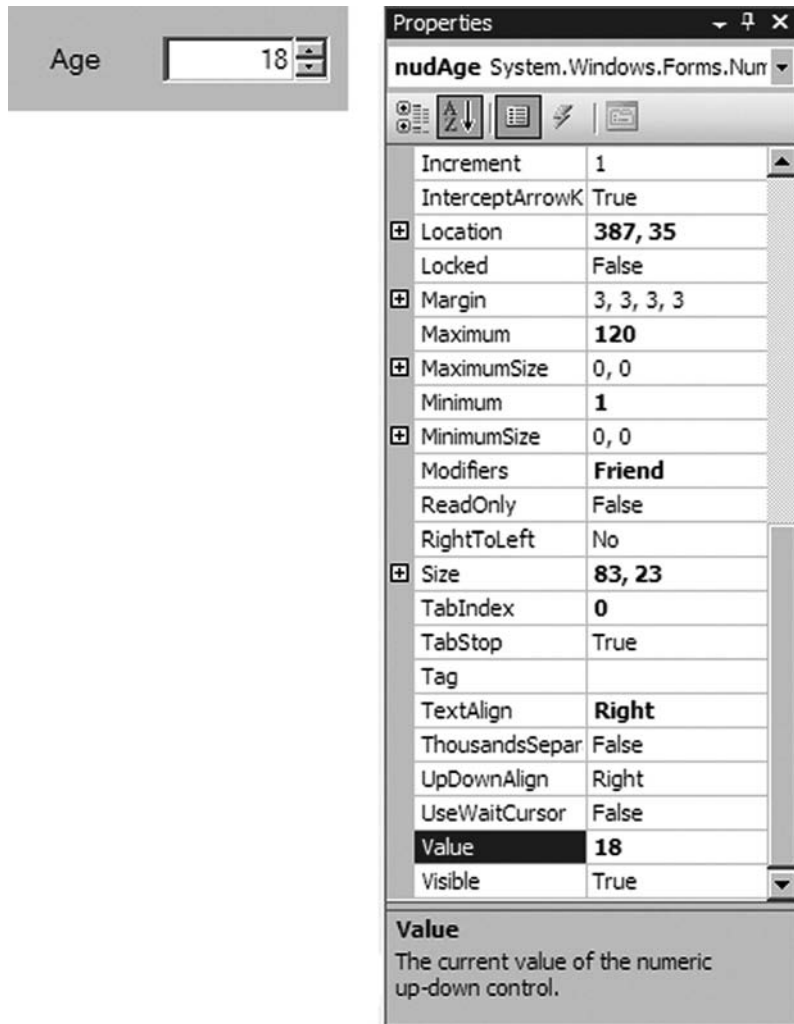 Age 18
Properties
nudAge System.Windows.Forms.Num
Increment 1
InterceptArrowK True
Location 387, 35
Locked False
Margin 3, 3, 3, 3
Maximum 120
MaximumSize 0, 0
Minimum 1
MinimumSize 0, 0
Modifiers Friend
ReadOnly False
RightToLeft No
Size 83, 23
TabIndex 0
TabStop True
Tag
TextAlign Right
ThousandsSepar False
UpDownAlign Right
UseWaitCursor False
Value 18
Visible True
Value
The current value of the numeric
up-down control.